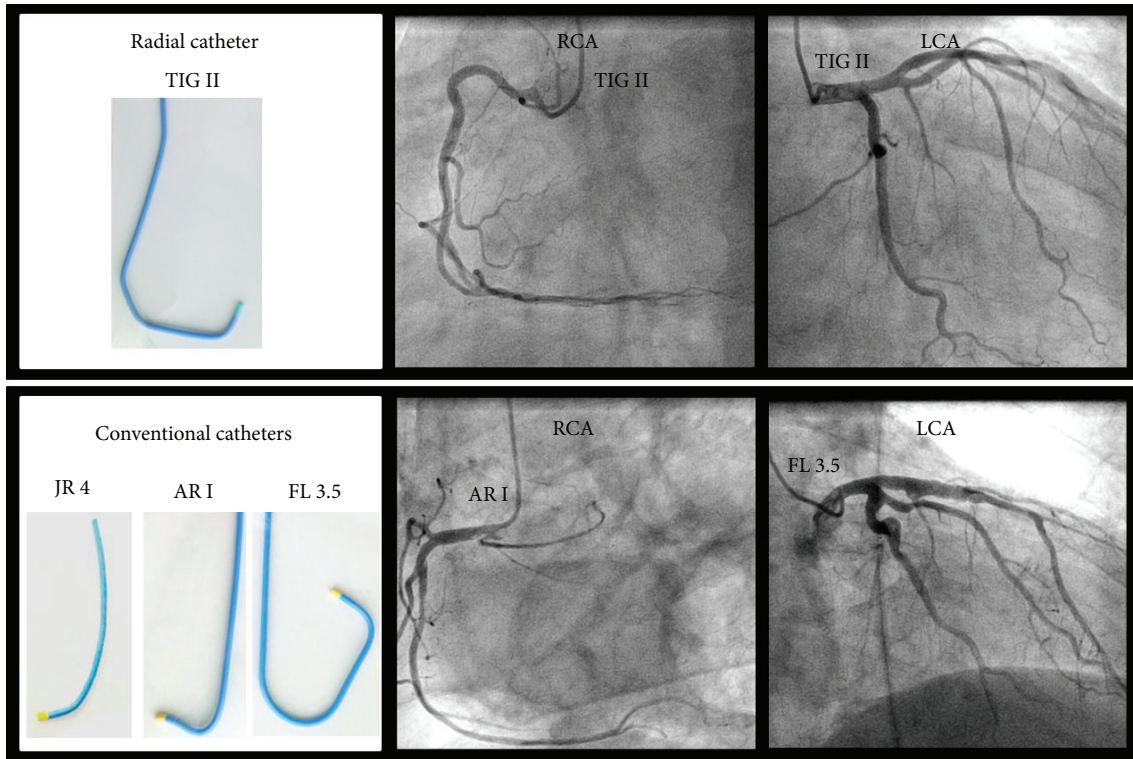 Radial catheter
TIG II
RCA
TIG II
LCA
TIG II
Conventional catheters
JR 4
AR I
FL 3.5
RCA
AR I
LCA
FL 3.5